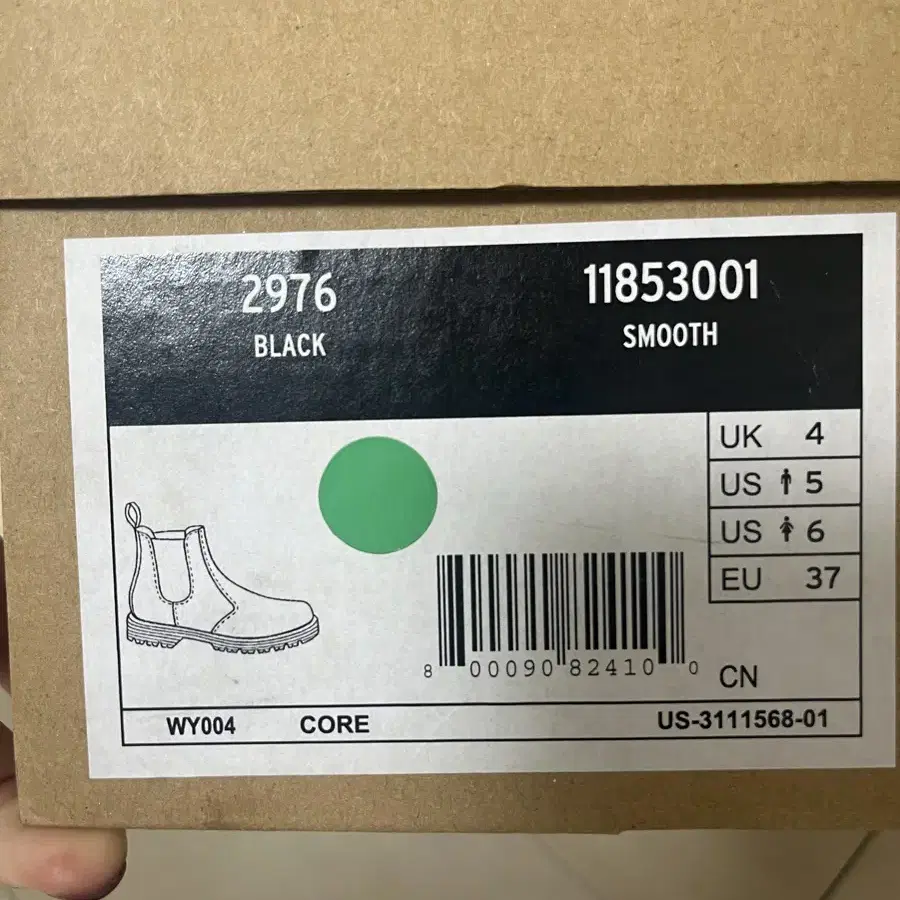 2976
BLACK
11853001
SMOOTH
UK 4
US 5
US 6
EU 37
8 00090 82410 0
CN
WY004 CORE US-3111568-01